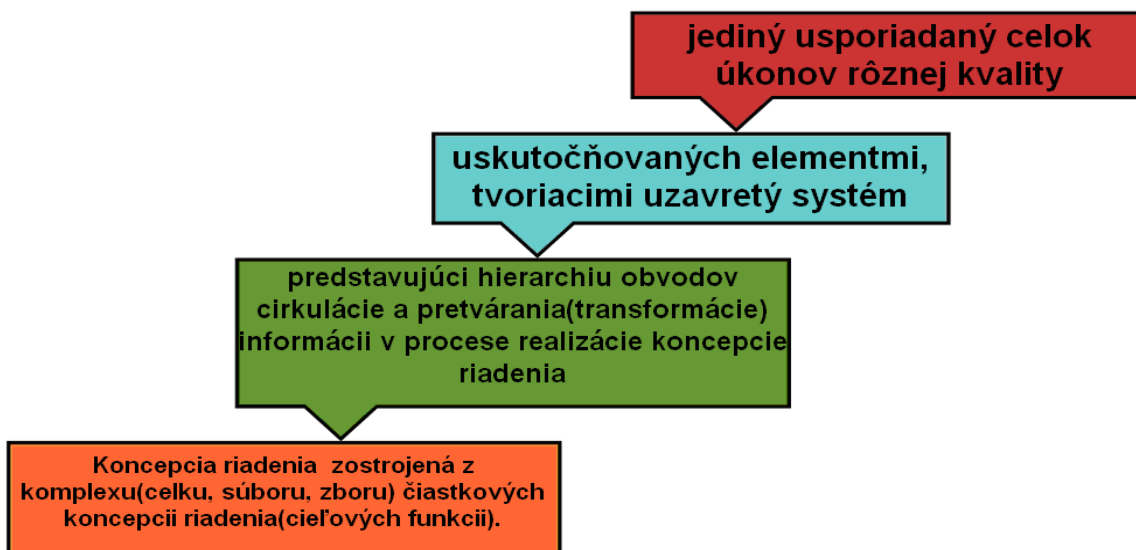 jediný usporiadaný celok
úkonov rôznej kvality
uskutočňovaných elementmi,
tvoriacimi uzavretý systém
predstavujúci hierarchiu obvodov
cirkulácie a pretvárania(transformácie)
informácii v procese realizácie koncepcie
riadenia
Koncepcia riadenia zostrojená z
komplexu(celku, súboru, zboru) čiastkových
koncepcii riadenia(cieľových funkcii).